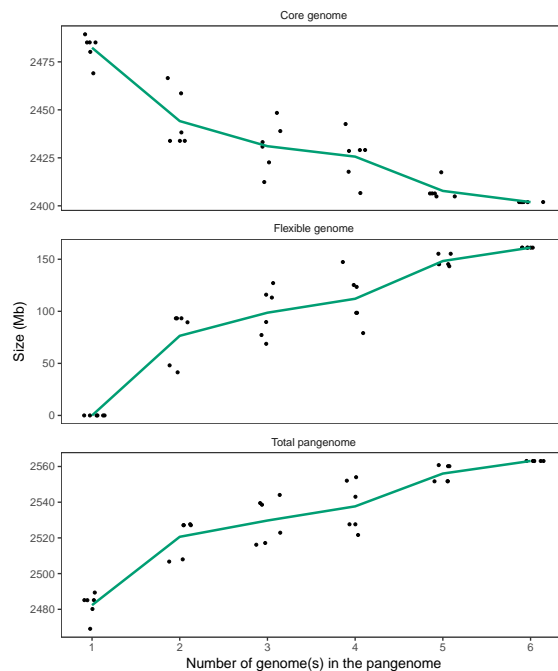 Core genome
2475
2450
2425
2400
Flexible genome
150
100
50
0
Size (Mb)
Total pangenome
2560
2540
2520
2500
2480
1 2 3 4 5 6
Number of genome(s) in the pangenome